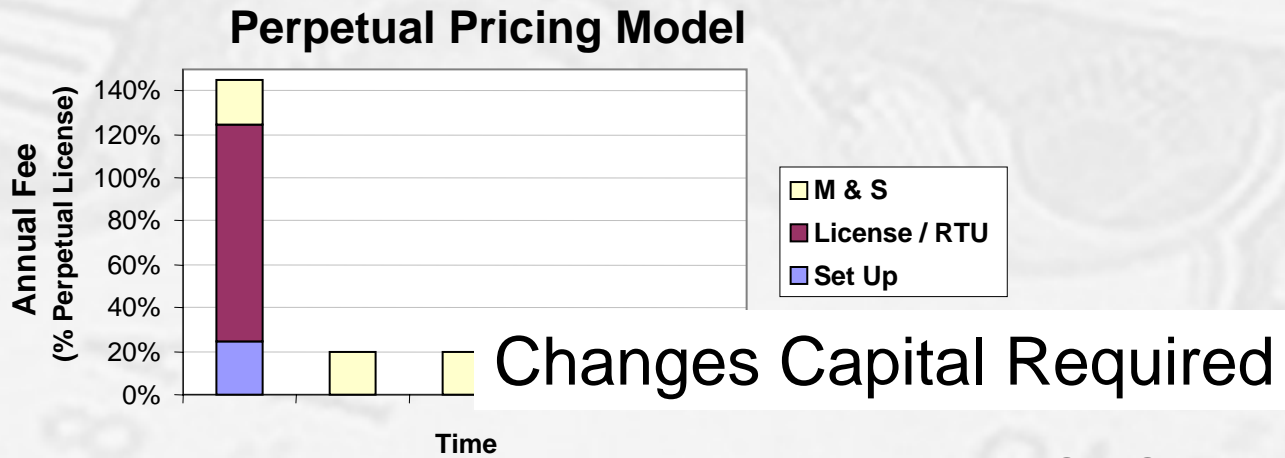 Perpetual Pricing Model
Annual Fee
(% Perpetual License)
140%
120%
100%
80%
60%
40%
20%
0%
Time
M & S
License / RTU
Set Up
Changes Capital Required